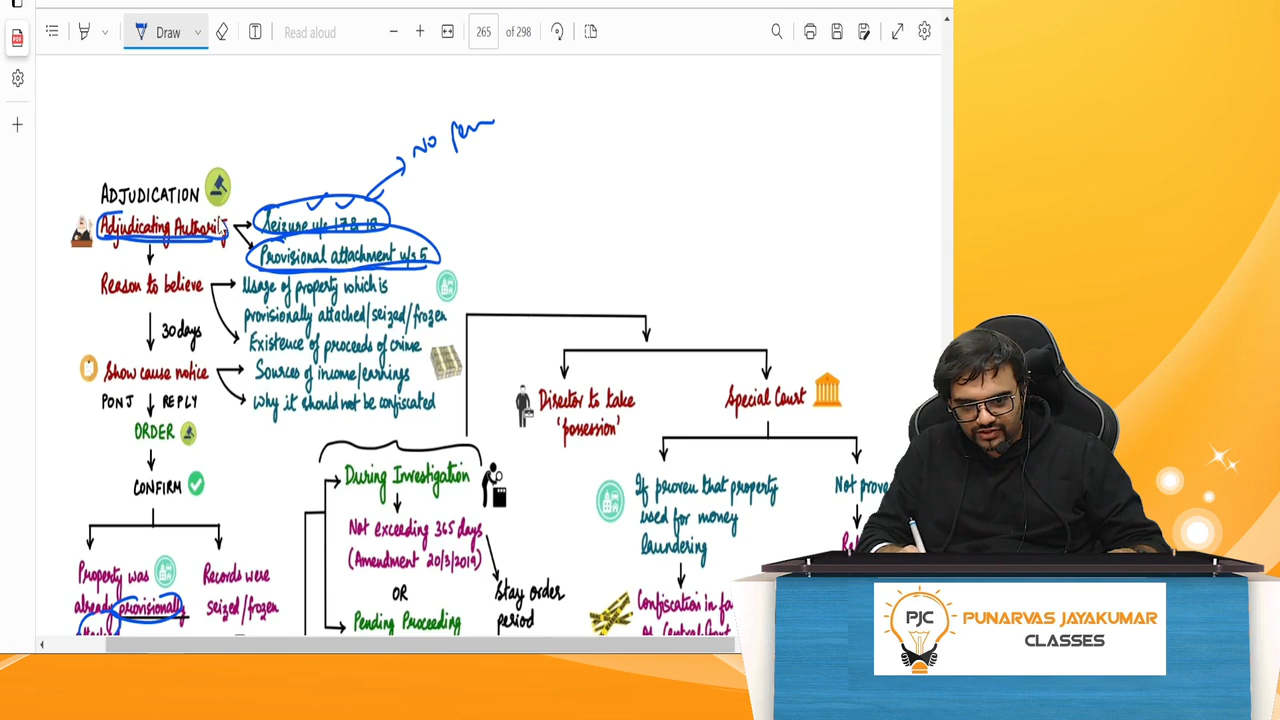 Draw
Read aloud
265
of 298
No
ADJUDICATION
Adjudicating Authority
Seizure u/s 17 & 18
Provisional attachment u/s 5
Reason to believe
Usage of property which is
provisionally attached/seized/frozen
30 days
Existence of proceeds of crime
Show cause notice
Sources of income/earnings
Why it should not be confiscated
PONJ REPLY
ORDER
CONFIRM
Property was
already provisionally
Records were
seized/frozen
During Investigation
Not exceeding 365 days
(Amendment 20/3/2019)
OR
Pending Proceeding
Stay order
period
Director to take
'possession'
Special Court
If proven that property
used for money
laundering
Confiscation in
Not
PJC
PUNARVAS JAYAKUMAR
CLASSES